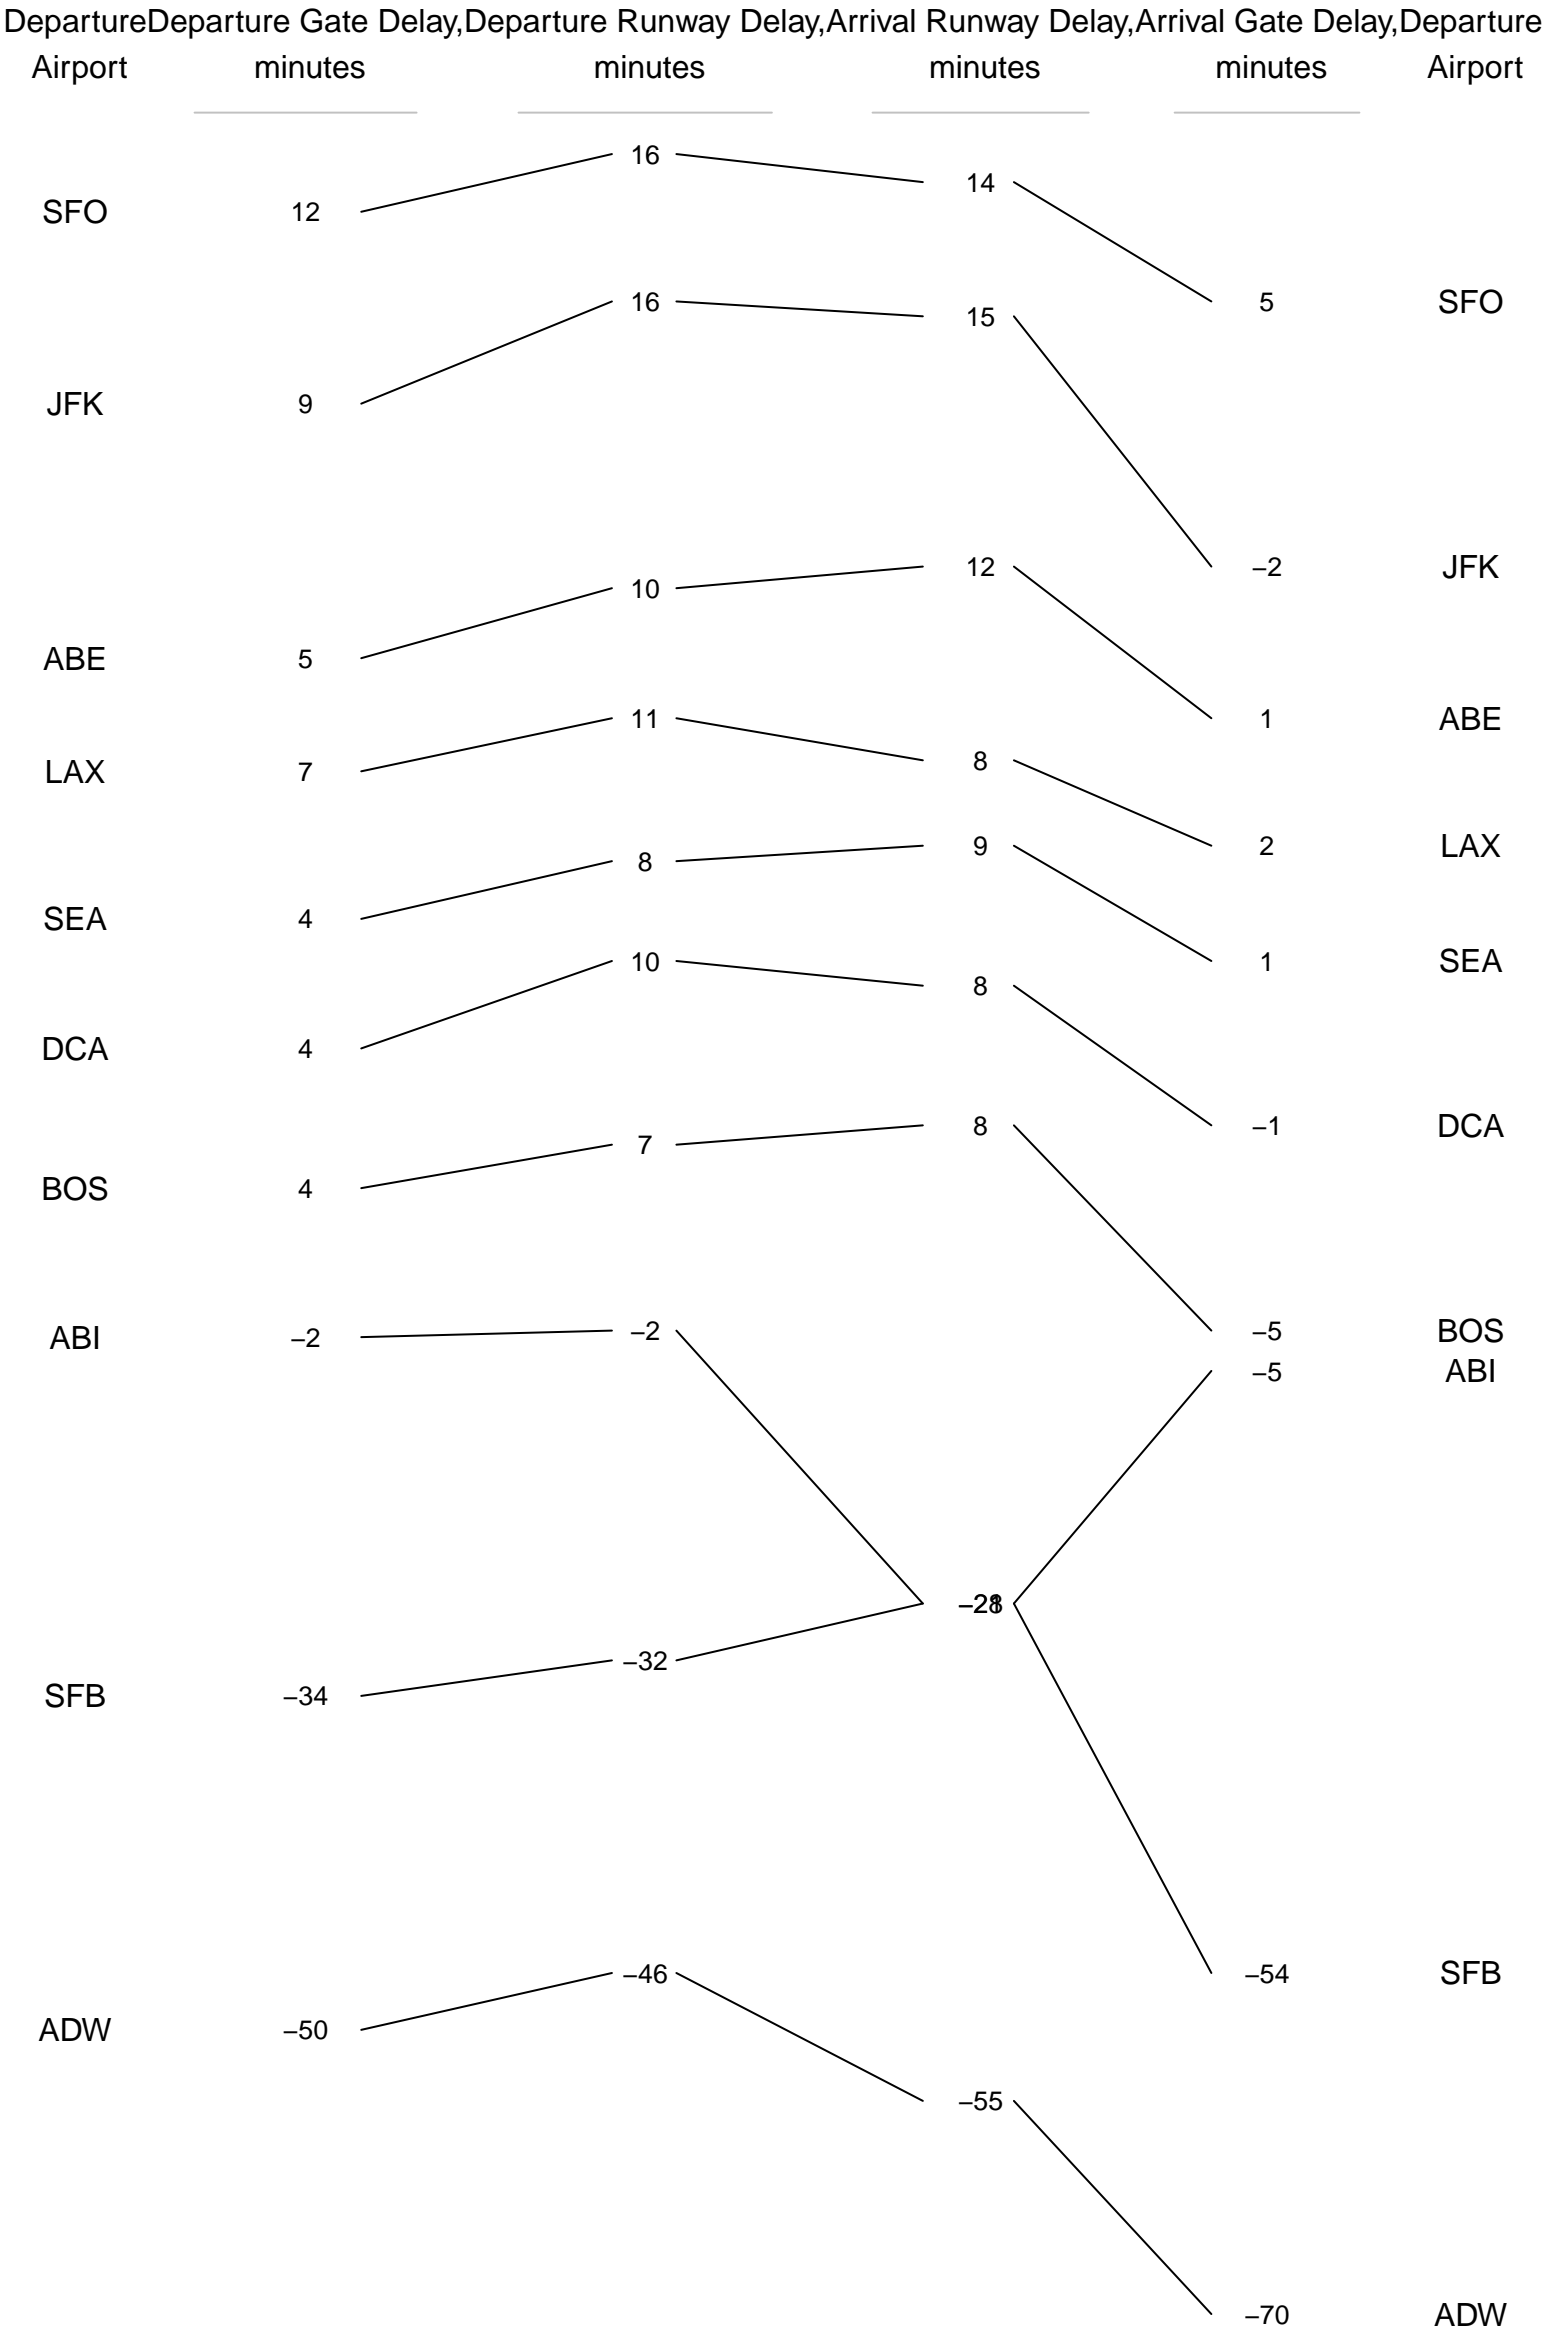 DepartureDeparture Gate Delay,Departure Runway Delay,Arrival Runway Delay,Arrival Gate Delay,Departure
Airport minutes minutes minutes minutes Airport
16
14
SFO 12
16 5 SFO
15
JFK 9
12 –2 JFK
10
ABE 5
11 1 ABE
LAX 7 8
8 9 2 LAX
SEA 4
10 1 SEA
8
DCA 4
7 8 –1 DCA
BOS 4
ABI –2 –2 –5 BOS
–5 ABI
–32
SFB –34
–46 –54 SFB
ADW –50
–55
–70 ADW